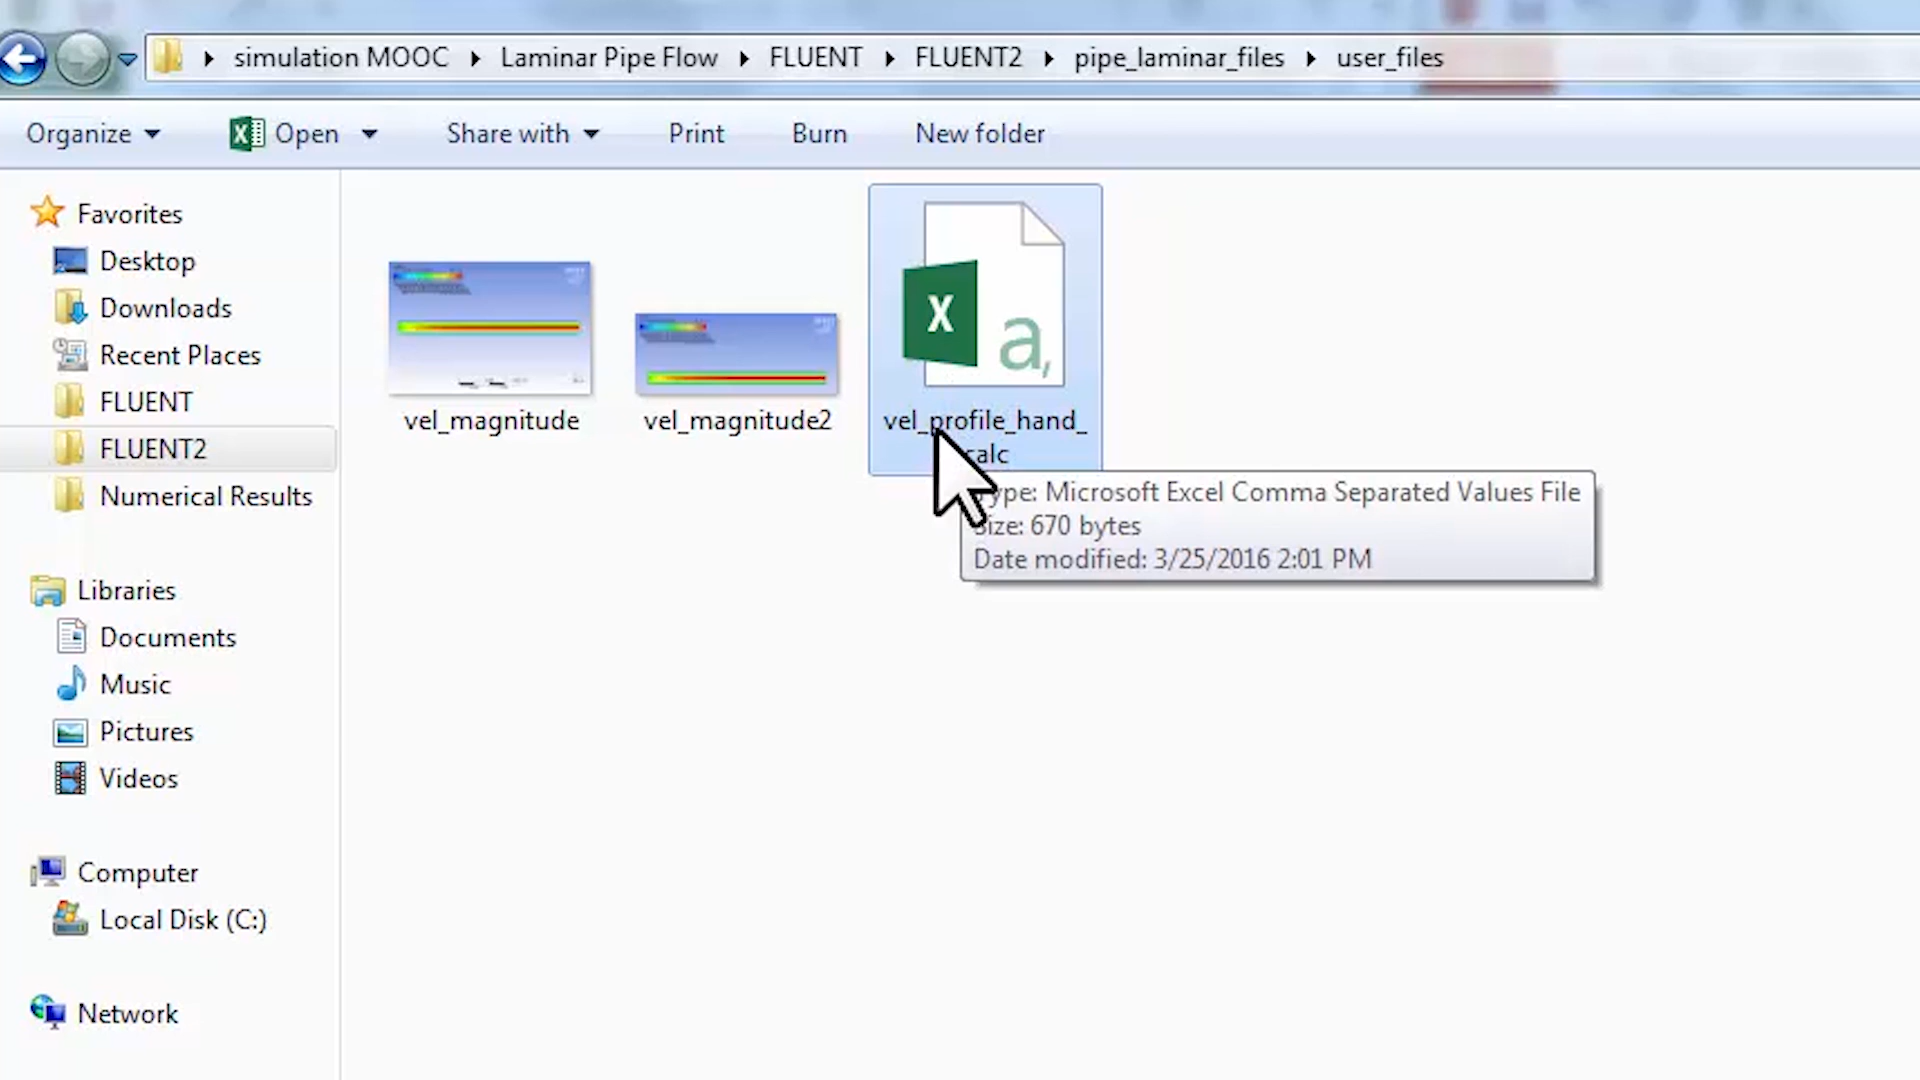 simulation MOOC Laminar Pipe Flow FLUENT FLUENT2 pipe_laminar_files user_files
Organize Open Share with Print Burn New folder
Favorites
Desktop
Downloads
Recent Places
FLUENT
FLUENT2
Numerical Results
Libraries
Documents
Music
Pictures
Videos
Computer
Local Disk (C:)
Network
vel_magnitude
vel_magnitude2
X a,
vel_profile_hand_
calc
Type: Microsoft Excel Comma Separated Values File
Size: 670 bytes
Date modified: 3/25/2016 2:01 PM